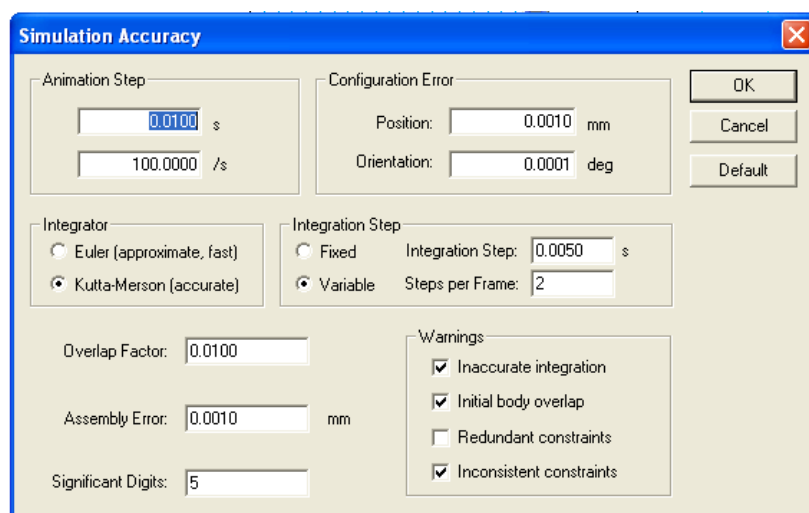 Simulation Accuracy
Animation Step
0.0100 s
100.0000 /s
Configuration Error
Position: 0.0010 mm
Orientation: 0.0001 deg
OK
Cancel
Default
Integrator
Euler (approximate, fast)
Kutta-Merson (accurate)
Integration Step
Fixed
Variable
Integration Step: 0.0050 s
Steps per Frame: 2
Overlap Factor: 0.0100
Assembly Error: 0.0010 mm
Significant Digits: 5
Warnings
Inaccurate integration
Initial body overlap
Redundant constraints
Inconsistent constraints